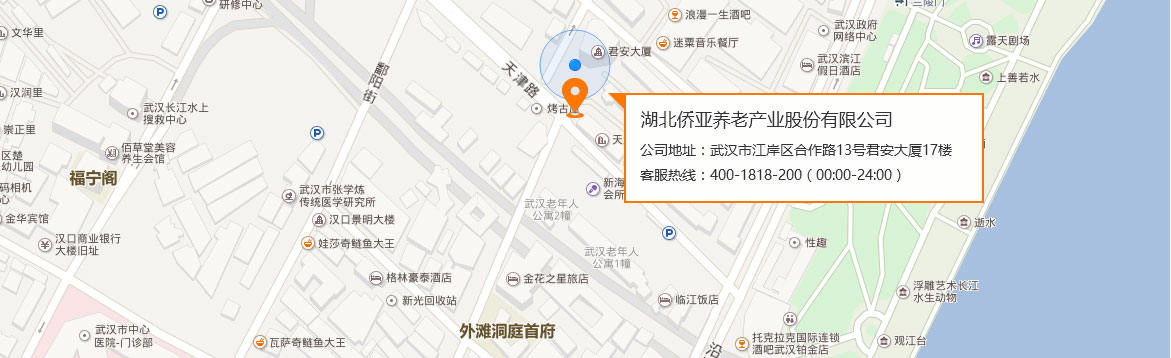 兰陵门
研修中心
文华里
浪漫一生酒吧
武汉政府
网络中心
迷粟音乐餐厅
君安大厦
露天剧场
武汉滨江
假日酒店
上善若水
天津路
鄱阳街
汉润里
武汉长江水上
搜救中心
烤古
湖北侨亚养老产业股份有限公司
公司地址：武汉市江岸区合作路13号君安大厦17楼
客服热线：400-1818-200（00:00-24:00）
崇正里
佰草堂美容
养生会馆
天
区楚
幼儿园
福宁阁
码相机
人之家
新海
会所
武汉市张学炼
传统医学研究所
武汉老年人
公寓2幢
金华宾馆
汉口景明大楼
逝水
汉口商业银行
大楼旧址
娃莎奇鲢鱼大王
性趣
武汉老年人
公寓1幢
格林豪泰酒店
金花之星旅店
浮雕艺术长江
水生动物
新光回收站
临江饭店
武汉市中心
医院-门诊部
外滩洞庭首府
瓦萨奇鲢鱼大王
沿
托克拉克国际连锁
酒吧武汉铂金店
观江台